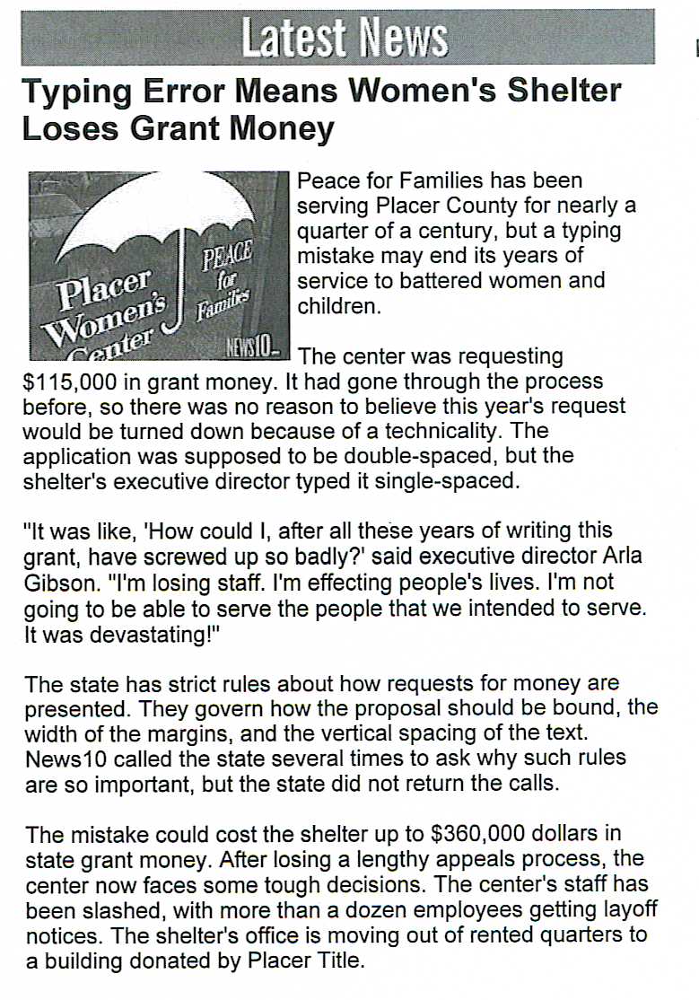 Latest News
Typing Error Means Women's Shelter
Loses Grant Money
Placer
Women's
Center
PEACE
for
Families
NEWS10
Peace for Families has been
serving Placer County for nearly a
quarter of a century, but a typing
mistake may end its years of
service to battered women and
children.
The center was requesting
$115,000 in grant money. It had gone through the process
before, so there was no reason to believe this year's request
would be turned down because of a technicality. The
application was supposed to be double-spaced, but the
shelter's executive director typed it single-spaced.
"It was like, 'How could I, after all these years of writing this
grant, have screwed up so badly?' said executive director Arla
Gibson. "I'm losing staff. I'm effecting people's lives. I'm not
going to be able to serve the people that we intended to serve.
It was devastating!"
The state has strict rules about how requests for money are
presented. They govern how the proposal should be bound, the
width of the margins, and the vertical spacing of the text.
News10 called the state several times to ask why such rules
are so important, but the state did not return the calls.
The mistake could cost the shelter up to $360,000 dollars in
state grant money. After losing a lengthy appeals process, the
center now faces some tough decisions. The center's staff has
been slashed, with more than a dozen employees getting layoff
notices. The shelter's office is moving out of rented quarters to
a building donated by Placer Title.